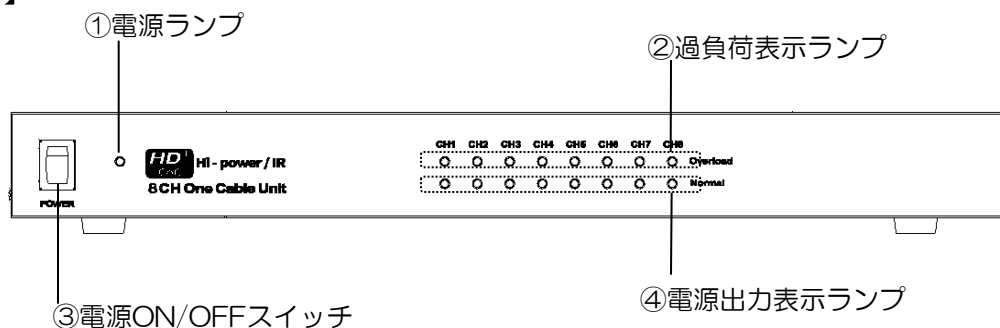 ①電源ランプ
②過負荷表示ランプ
CH1 CH2 CH3 CH4 CH5 CH6 CH7 CH8
HD Hi - power / IR
Overload
8CH One Cable Unit
Normal
POWER
③電源ON/OFFスイッチ
④電源出力表示ランプ